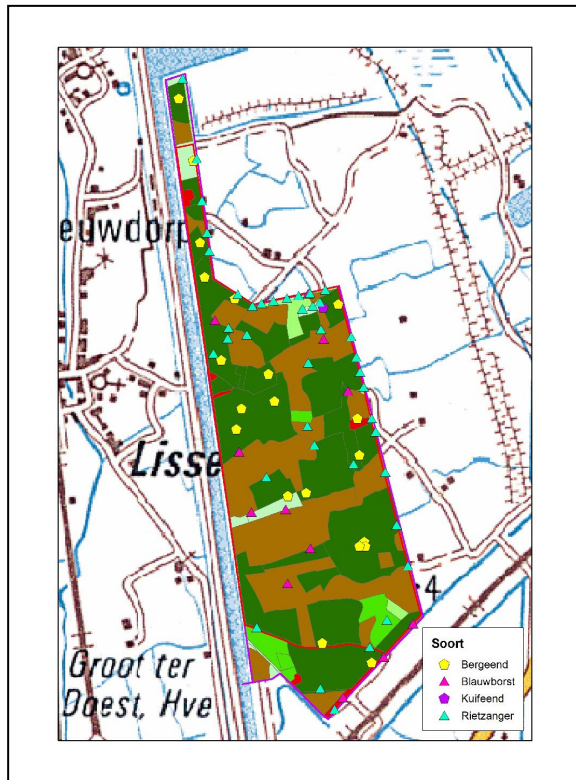 euwdorp
Lisse
4
Groot ter
Doest, Hve
Soort
Bergeend
Blauwborst
Kuifeend
Rietzanger